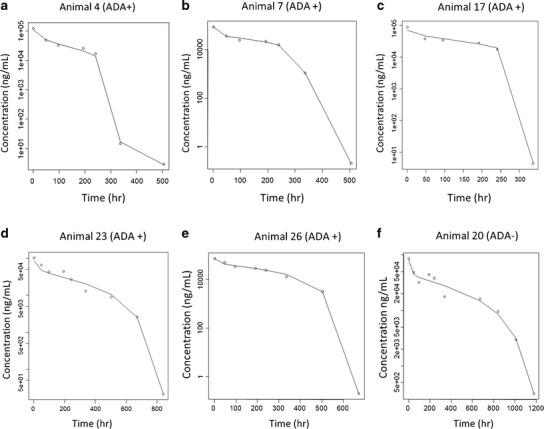 a Animal 4 (ADA+)
Concentration (ng/mL)
1e+05
1e+04
1e+03
1e+02
1e+01
0 100 200 300 400 500
Time (hr)
b Animal 7 (ADA +)
Concentration (ng/mL)
10000
100
1
0 100 200 300 400 500
Time (hr)
c Animal 17 (ADA +)
Concentration (ng/mL)
1e+05
1e+04
1e+03
1e+02
1e+01
0 50 100 150 200 250 300
Time (hr)
d Animal 23 (ADA +)
Concentration (ng/mL)
5e+04
5e+03
5e+02
5e+01
0 200 400 600 800
Time (hr)
e Animal 26 (ADA +)
Concentration (ng/mL)
10000
100
1
0 100 200 300 400 500 600
Time (hr)
f Animal 20 (ADA-)
Concentration ng/mL)
5e+04
2e+04
5e+03
2e+03
5e+02
0 200 400 600 800 1000 1200
Time (hr)